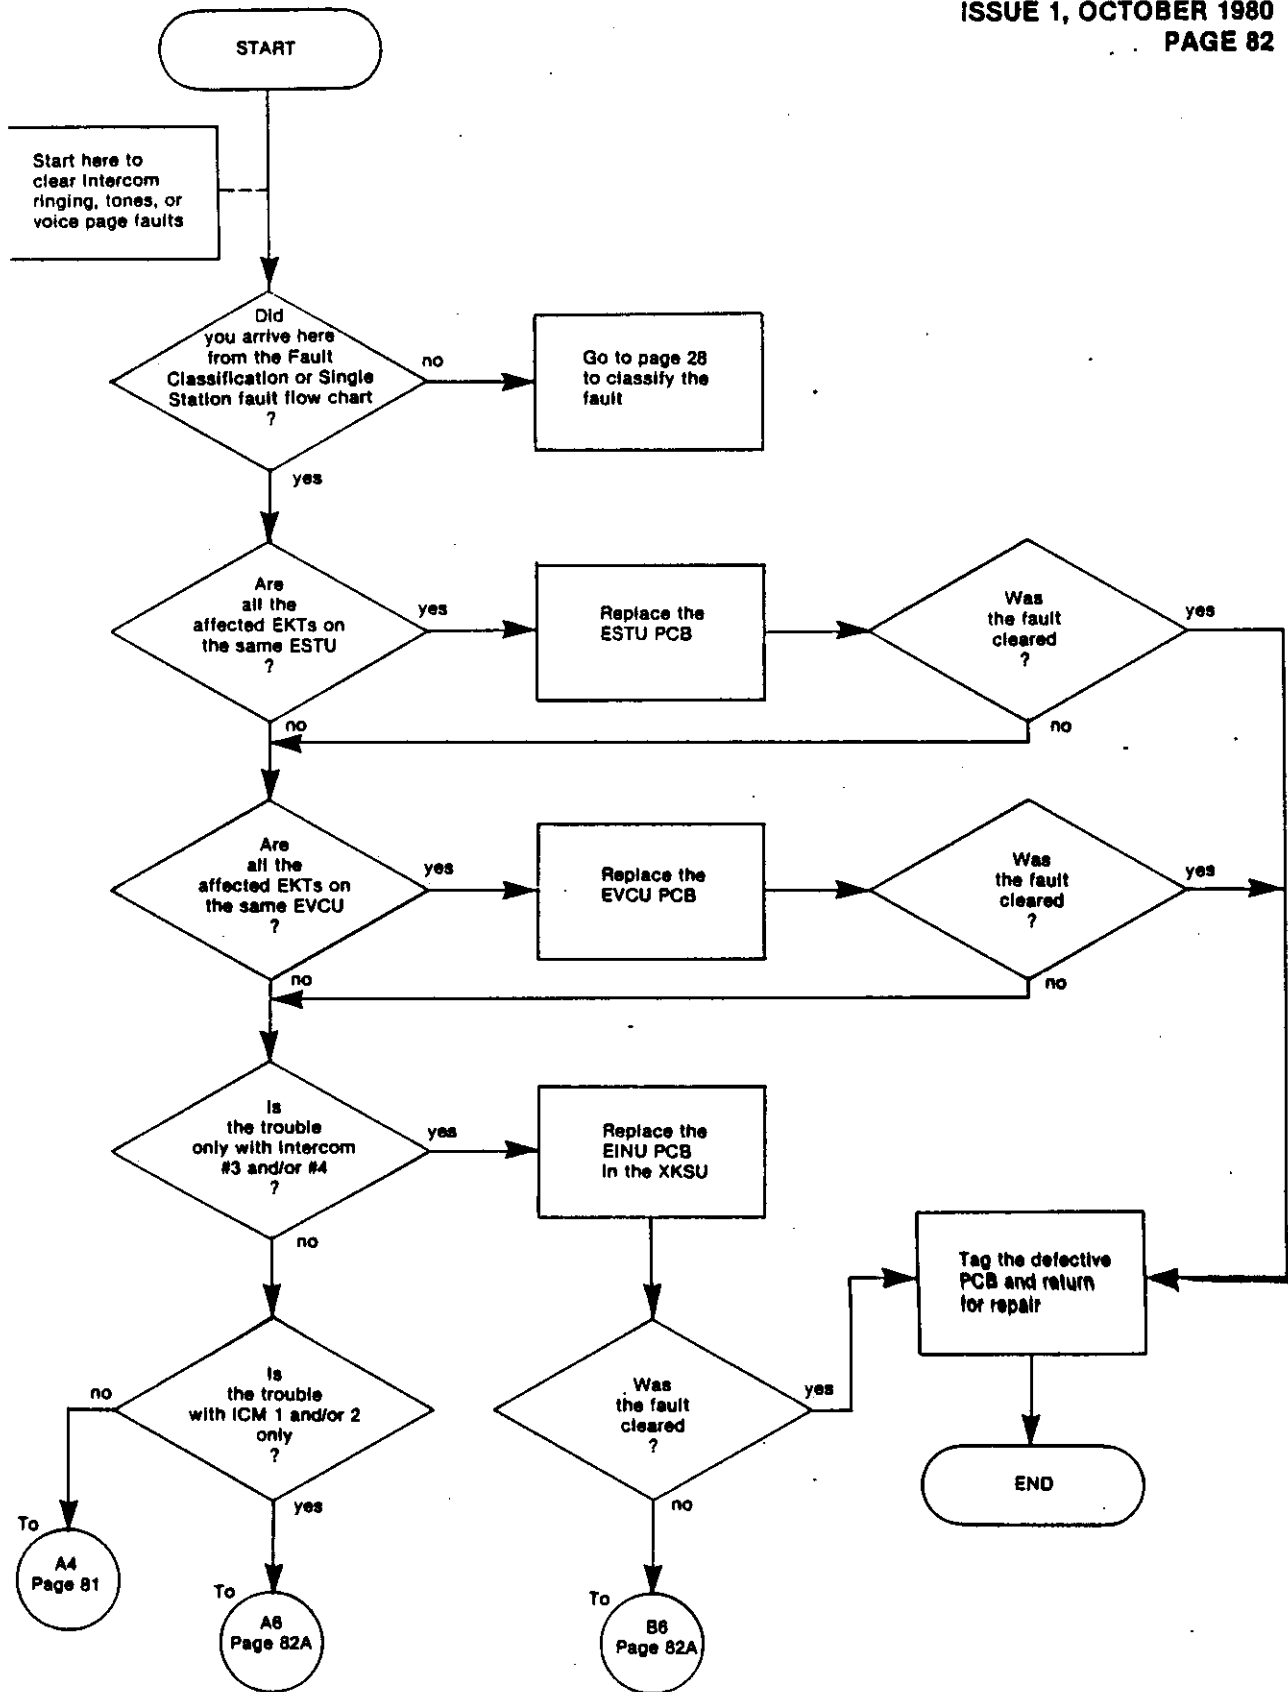 ISSUE 1, OCTOBER 1980
PAGE 82
START
Start here to
clear Intercom
ringing, tones, or
voice page faults
Did
you arrive here
from the Fault
Classification or Single
Station fault flow chart
?
no
Go to page 28
to classify the
fault
yes
Are
all the
affected EKTs on
the same ESTU
?
yes
Replace the
ESTU PCB
Was
the fault
cleared
?
yes
no
no
Are
all the
affected EKTs on
the same EVCU
?
yes
Replace the
EVCU PCB
Was
the fault
cleared
?
yes
no
no
Is
the trouble
only with Intercom
#3 and/or #4
?
yes
Replace the
EINU PCB
In the XKSU
no
Tag the defective
PCB and return
for repair
Is
the trouble
with ICM 1 and/or 2
only
?
no
yes
Was
the fault
cleared
?
yes
no
END
To
A4
Page 81
To
A6
Page 82A
To
B6
Page 82A